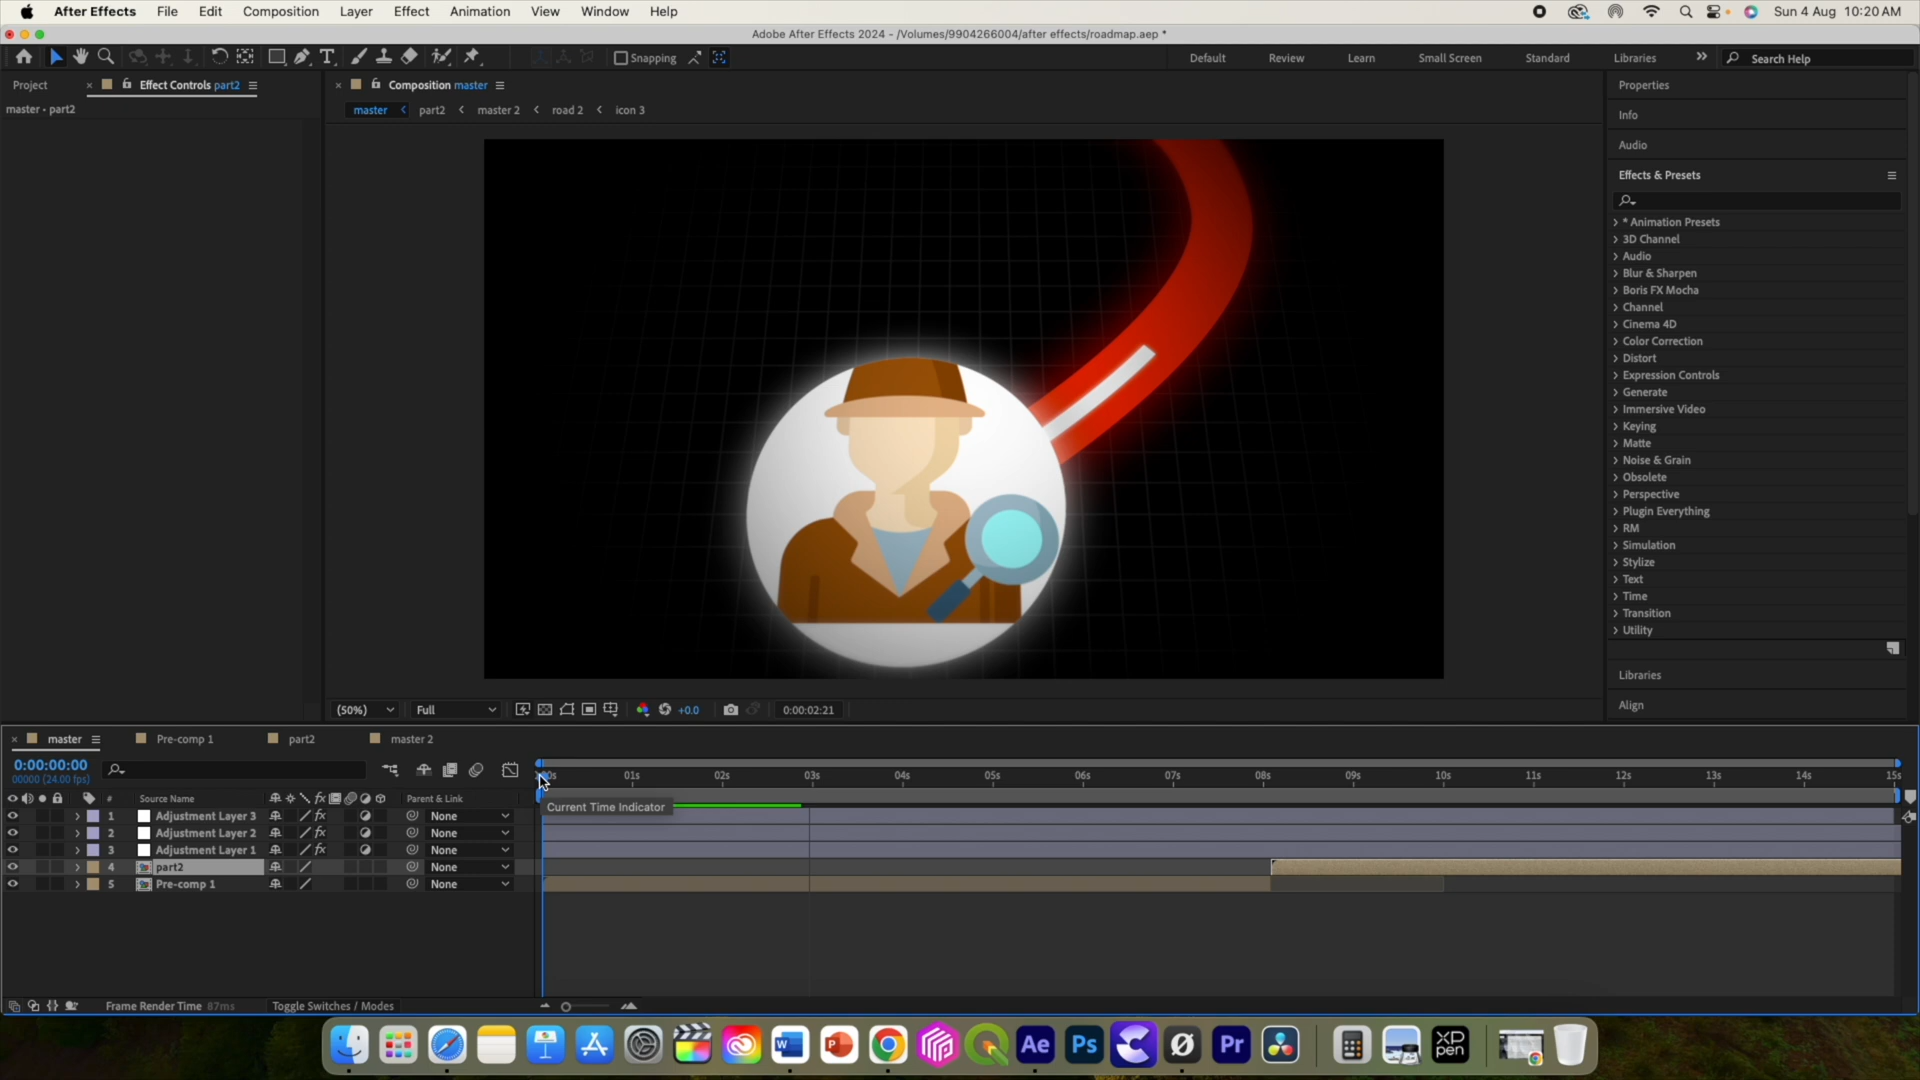 After Effects File Edit Composition Layer Effect Animation View Window Help Sun 4 Aug 10:20 AM
Adobe After Effects 2024 - /Volumes/9904266004/after effects/roadmap.aep *
Snapping Default Review Learn Small Screen Standard Libraries Search Help
Project Effect Controls part2 Composition master Properties
master • part2 master part2 master 2 road 2 icon 3
Info
Audio
Effects & Presets
* Animation Presets
3D Channel
Audio
Blur & Sharpen
Boris FX Mocha
Channel
Cinema 4D
Color Correction
Distort
Expression Controls
Generate
Immersive Video
Keying
Matte
Noise & Grain
Obsolete
Perspective
Plugin Everything
RM
Simulation
Stylize
Text
Time
Transition
Utility
Libraries
Align
(50%) Full +0.0 0:00:02:21
master Pre-comp 1 part2 master 2
0:00:00:00
00000 (24.00 fps)
01s 02s 03s 04s 05s 06s 07s 08s 09s 10s 11s 12s 13s 14s 15s
# Source Name fx Parent & Link
Current Time Indicator
1 Adjustment Layer 3 fx None
2 Adjustment Layer 2 fx None
3 Adjustment Layer 1 fx None
4 part2 None
5 Pre-comp 1 None
Frame Render Time 87ms Toggle Switches / Modes
W P Ae Ps Pr XP PEN